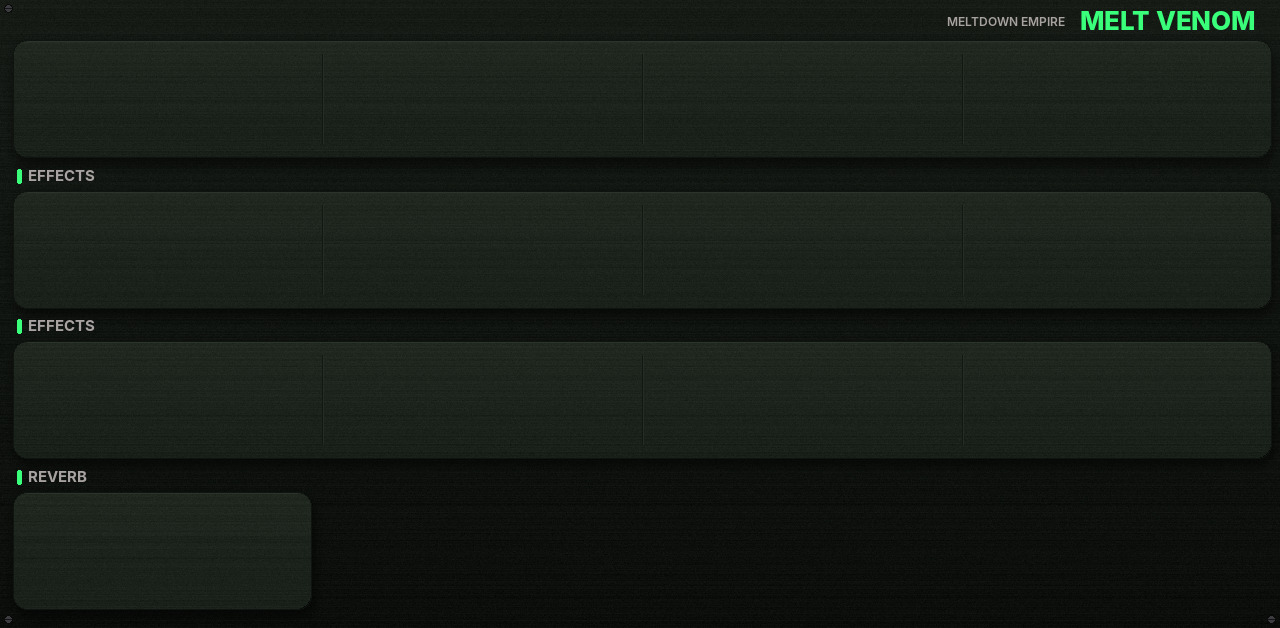 MELTDOWN EMPIRE MELT VENOM
EFFECTS
EFFECTS
REVERB